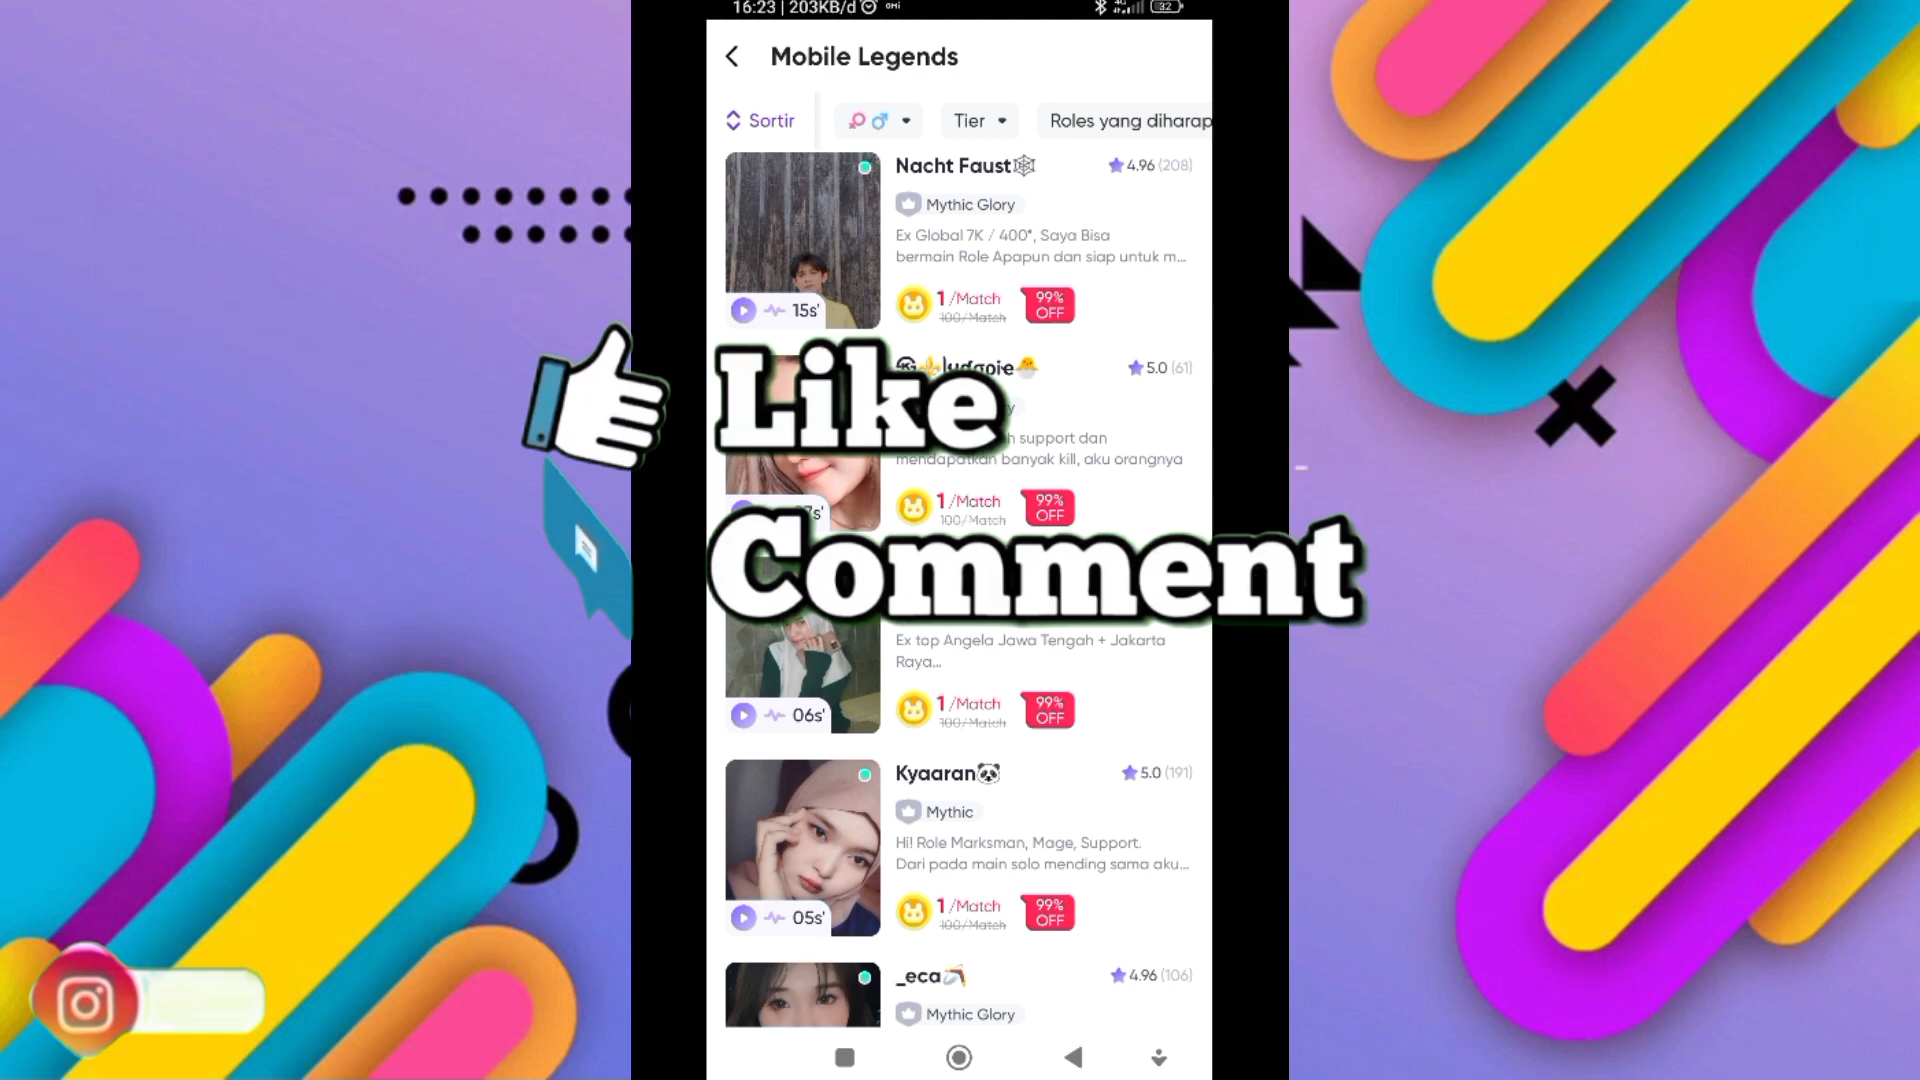 16:23 | 203KB/d
4G
32
Mobile Legends
Sortir
Tier
Roles yang diharap
Nacht Faust
4.96 (208)
Mythic Glory
Ex Global 7K / 400*, Saya Bisa
bermain Role Apapun dan siap untuk m...
1 /Match
100/Match
99%
OFF
15s'
5.0 (61)
Like
support dan
mendapatkan banyak kill, aku orangnya
1 /Match
100/Match
99%
OFF
Comment
Ex top Angela Jawa Tengah + Jakarta
Raya...
1 /Match
100/Match
99%
OFF
06s'
Kyaaran
5.0 (191)
Mythic
Hi! Role Marksman, Mage, Support.
Dari pada main solo mending sama aku...
1 /Match
100/Match
99%
OFF
05s'
_eca
4.96 (106)
Mythic Glory